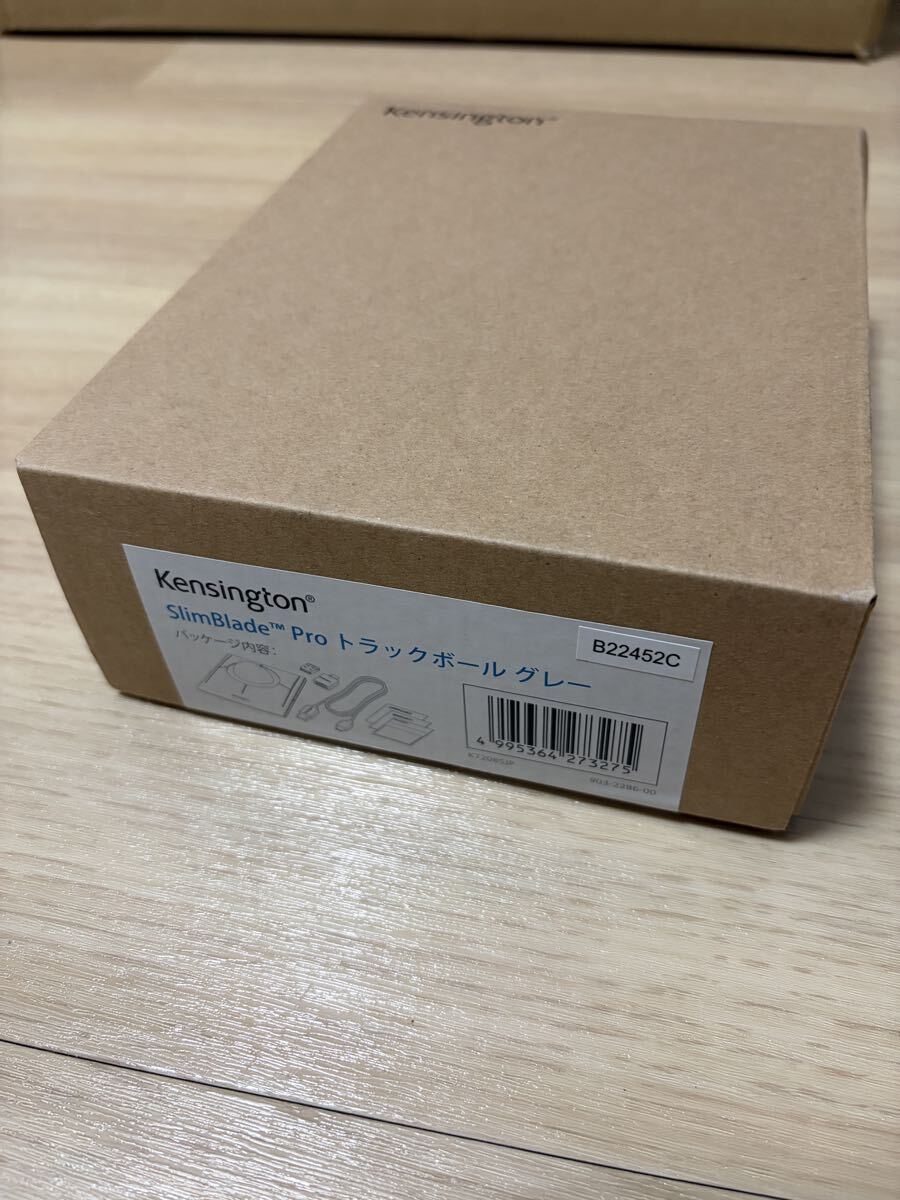 Kensington®
Kensington®
SlimBlade™ Pro トラックボール グレー
B22452C
パッケージ内容:
4 995364 273275
K72085JP
903-2286-00